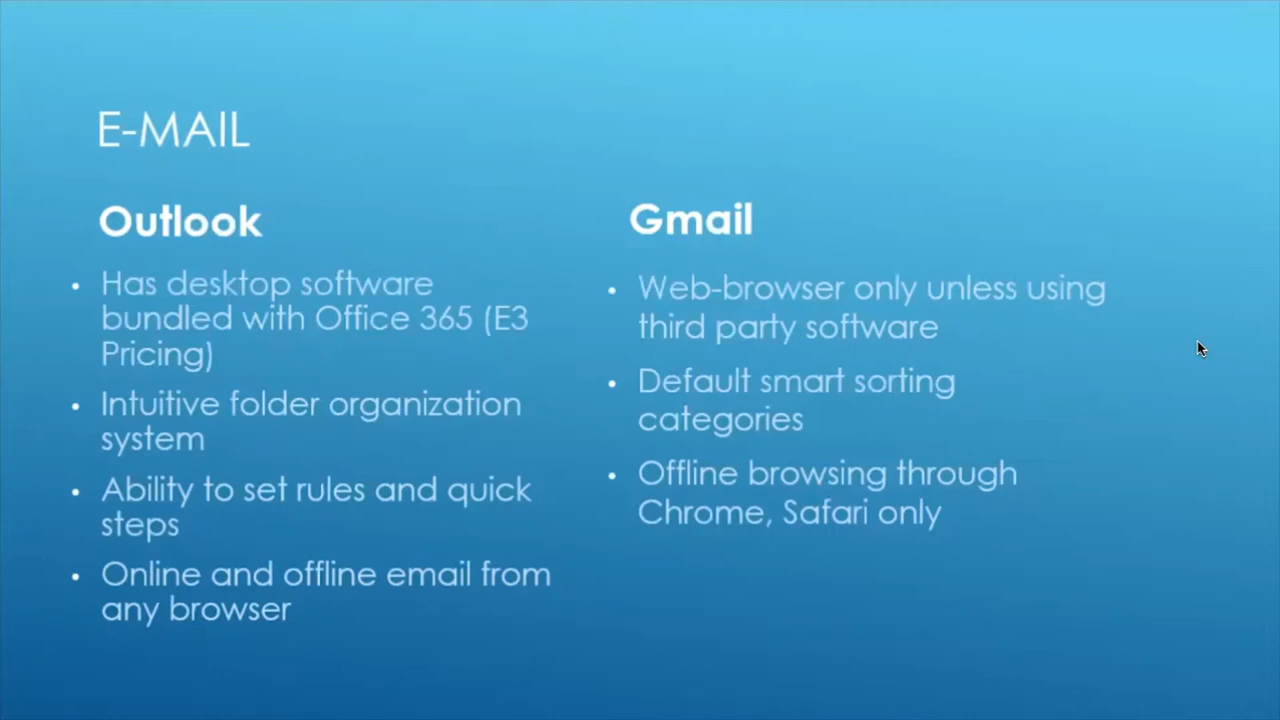 E-MAIL
Outlook
• Has desktop software
bundled with Office 365 (E3
Pricing)
• Intuitive folder organization
system
• Ability to set rules and quick
steps
• Online and offline email from
any browser
Gmail
• Web-browser only unless using
third party software
• Default smart sorting
categories
• Offline browsing through
Chrome, Safari only